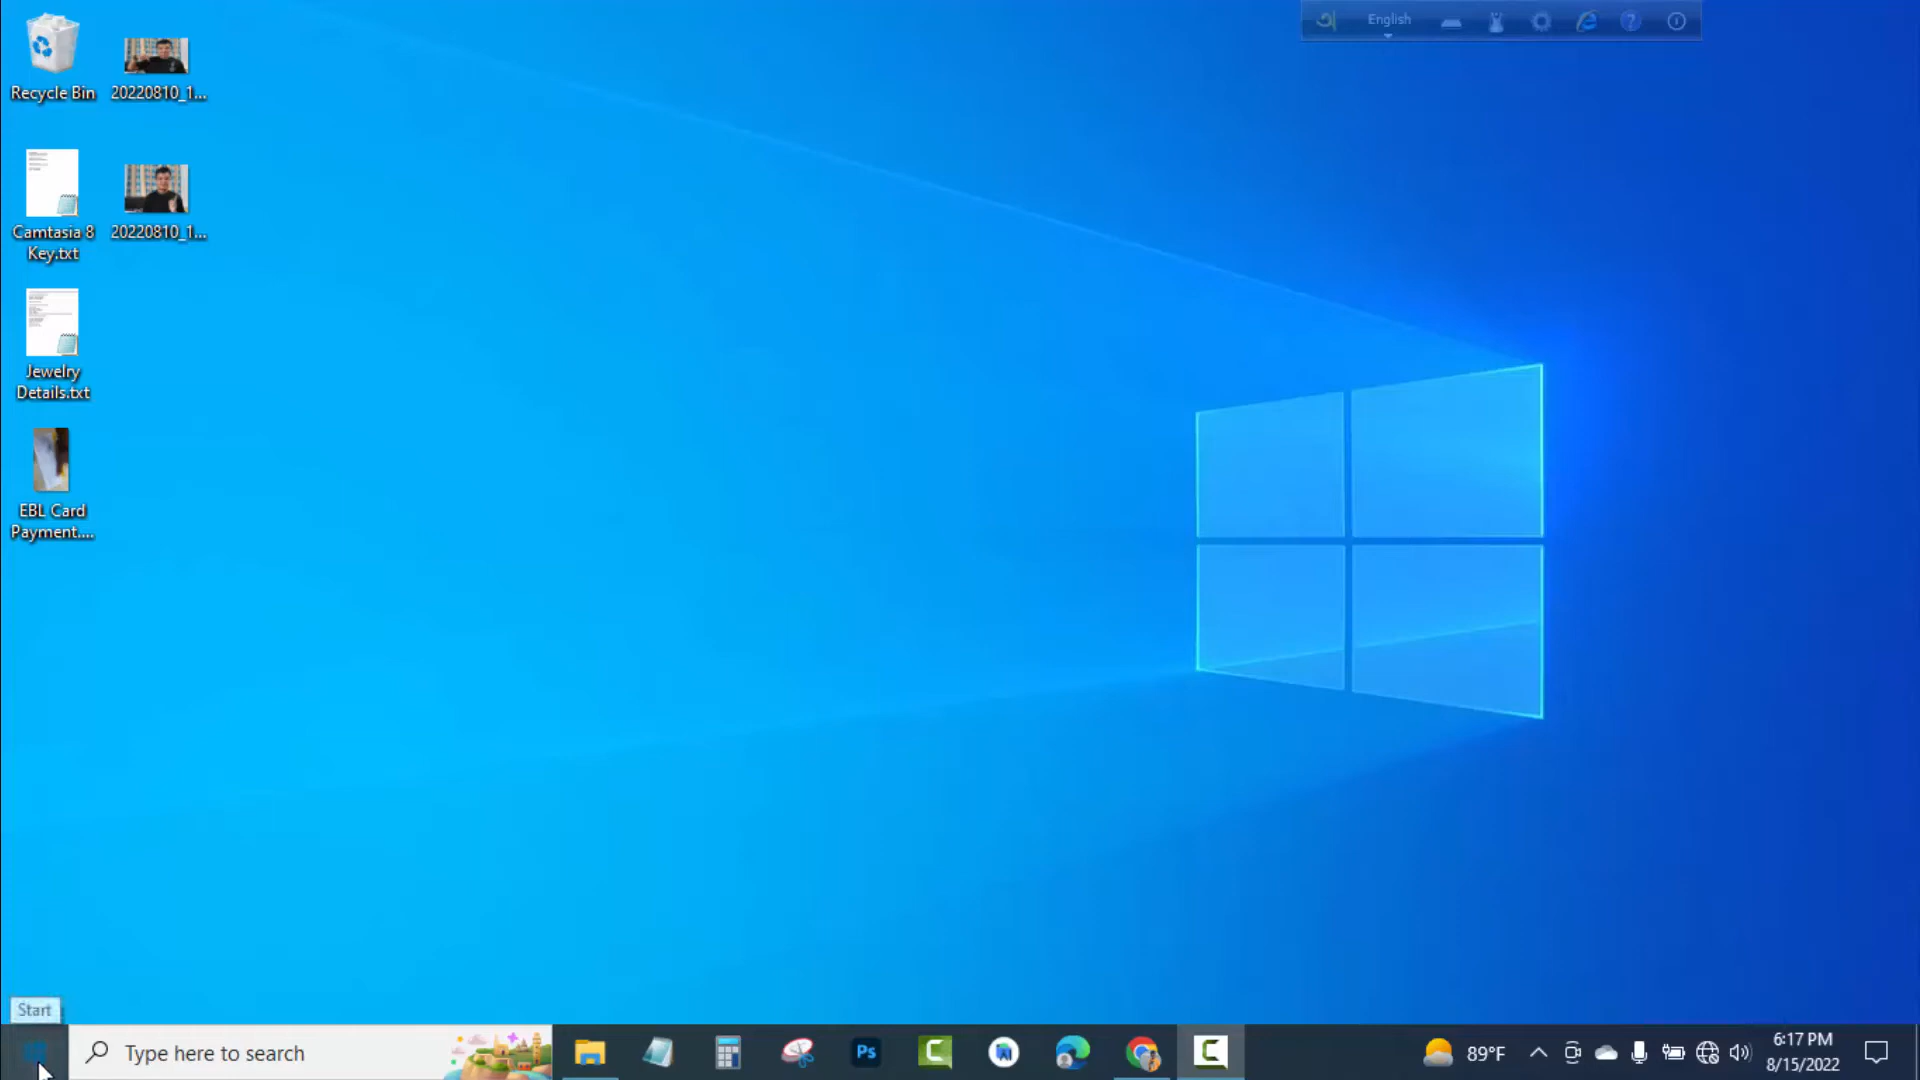 English
Recycle Bin
20220810_1...
Camtasia 8
Key.txt
20220810_1...
Jewelry
Details.txt
EBL Card
Payment....
Start
Type here to search
Ps
89°F
6:17 PM
8/15/2022